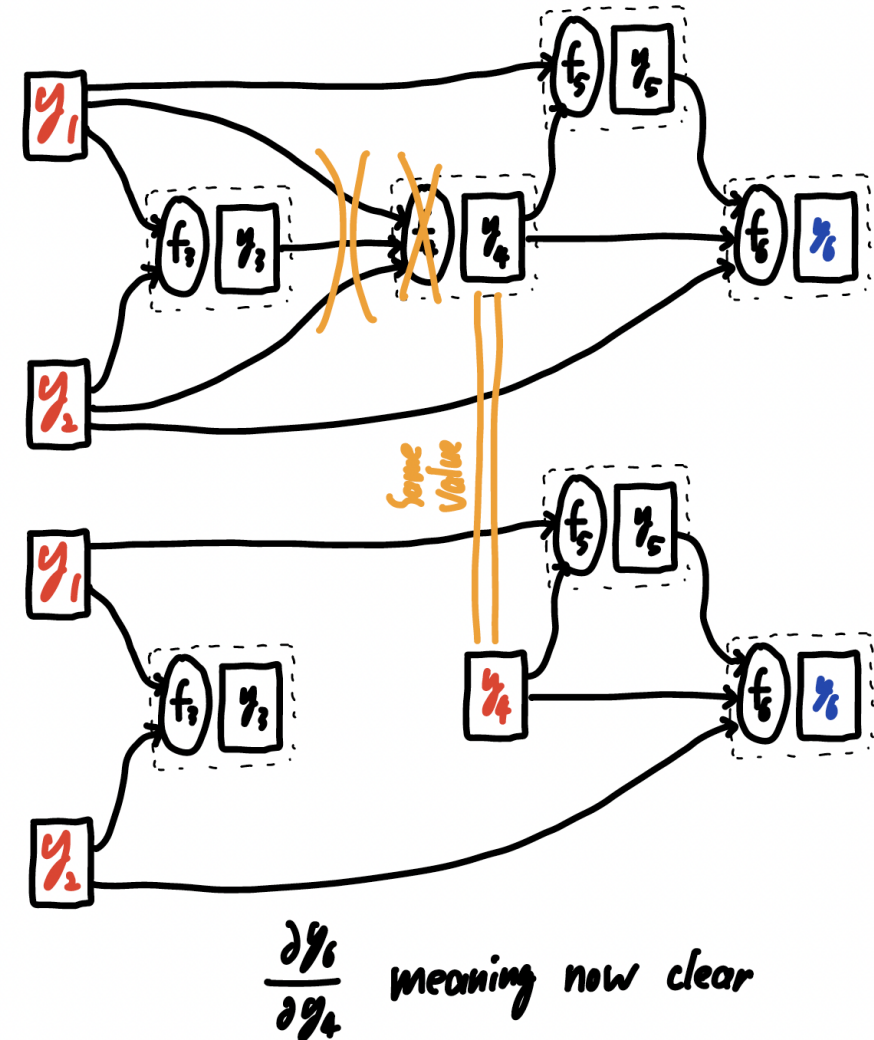 f₅ y₅
y₁
f₃ y₃ y₄ f₆ y₆
y₂
Same
Value
f₅ y₅
y₁
f₃ y₃ y₄ f₆ y₆
y₂
∂y₆/∂y₄ meaning now clear